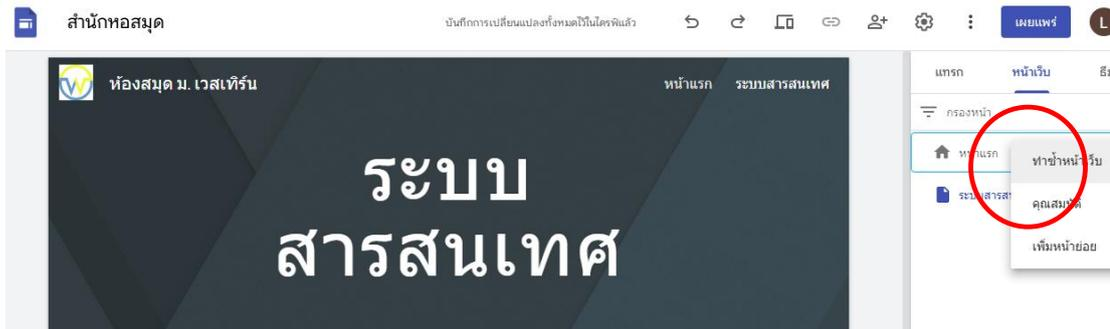 สำนักหอสมุด
บันทึกการเปลี่ยนแปลงทั้งหมดไว้ในไดรฟ์แล้ว
เผยแพร่
L
ห้องสมุด ม. เวสเทิร์น
หน้าแรก ระบบสารสนเทศ
ระบบ
สารสนเทศ
แทรก หน้าเว็บ
กรองหน้า
หน้าแรก
ทำซ้ำหน้าเว็บ
คุณสมบัติ
เพิ่มหน้าย่อย